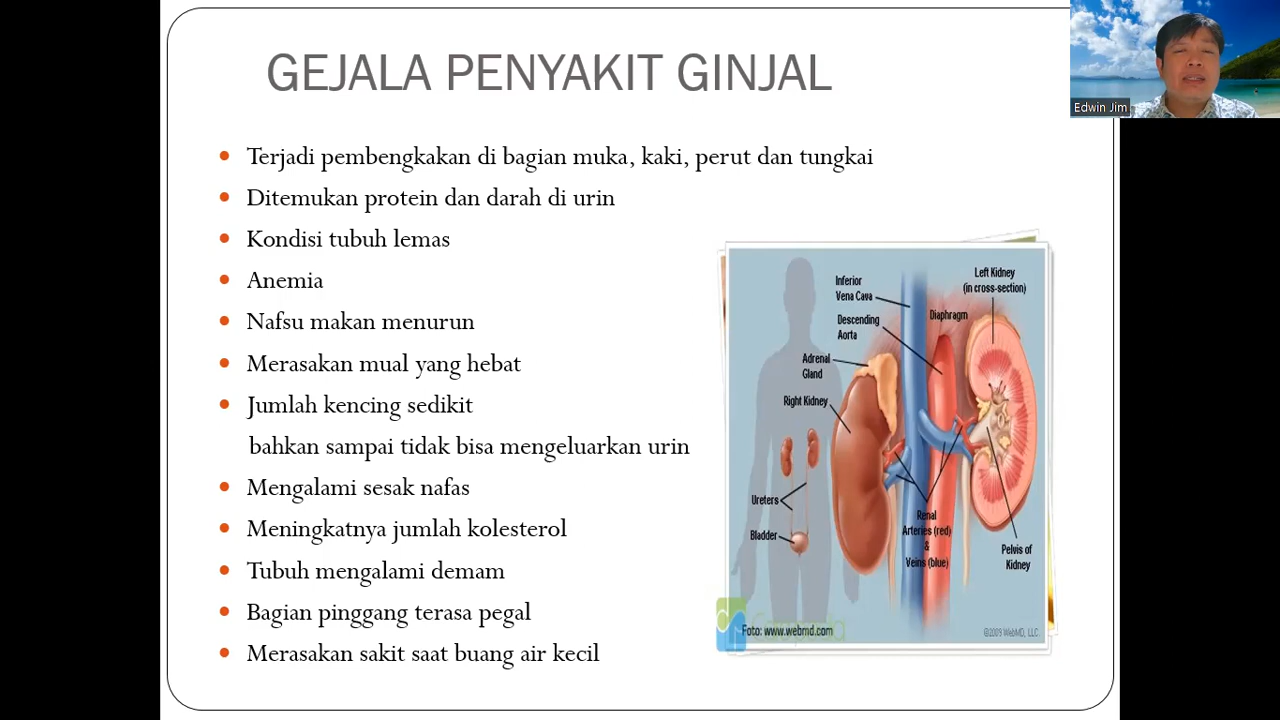 GEJALA PENYAKIT GINJAL
Edwin Jim
Terjadi pembengkakan di bagian muka, kaki, perut dan tungkai
Ditemukan protein dan darah di urin
Kondisi tubuh lemas
Anemia
Nafsu makan menurun
Merasakan mual yang hebat
Jumlah kencing sedikit
bahkan sampai tidak bisa mengeluarkan urin
Mengalami sesak nafas
Meningkatnya jumlah kolesterol
Tubuh mengalami demam
Bagian pinggang terasa pegal
Merasakan sakit saat buang air kecil
Left Kidney
(in cross-section)
Inferior
Vena Cava
Diaphragm
Descending
Aorta
Adrenal
Gland
Right Kidney
Ureters
Bladder
Renal
Arteries (red)
&
Veins (blue)
Pelvis of
Kidney
Foto: www.webmd.com
©2009 WebMD, LLC.